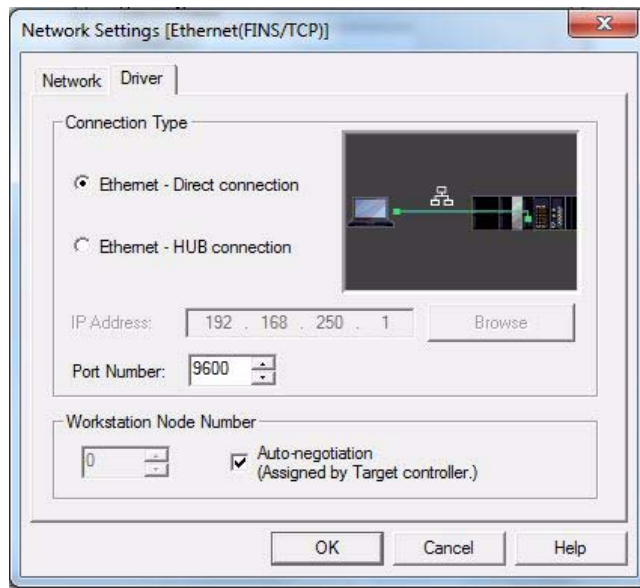 Network Settings [Ethernet(FINS/TCP)]
Network
Driver
Connection Type
Ethernet - Direct connection
Ethernet - HUB connection
IP Address:
192 . 168 . 250 . 1
Browse
Port Number:
9600
Workstation Node Number
0
Auto-negotiation
(Assigned by Target controller.)
OK
Cancel
Help